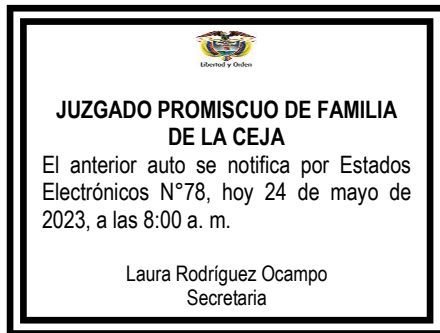 Libertad y Orden
JUZGADO PROMISCUO DE FAMILIA
DE LA CEJA
El anterior auto se notifica por Estados
Electrónicos N°78, hoy 24 de mayo de
2023, a las 8:00 a. m.
Laura Rodríguez Ocampo
Secretaria